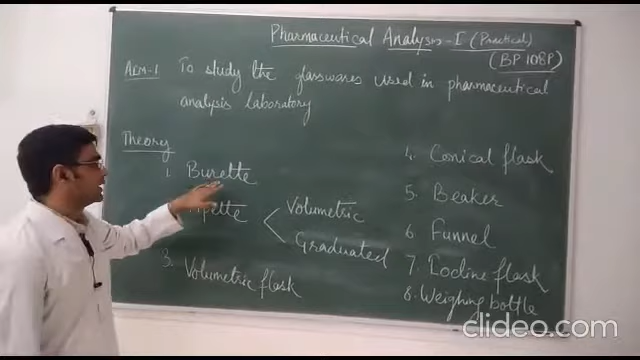 Pharmaceutical Analysis-I (Practical)
(BP 108P)
AIM-1 To study the glasswares used in pharmaceutical
analysis laboratory
Theory
1. Burette
Pipette
Volumetric
Graduated
3. Volumetric flask
4. Conical flask
5. Beaker
6. Funnel
7. Iodine flask
8. Weighing bottle
clideo.com